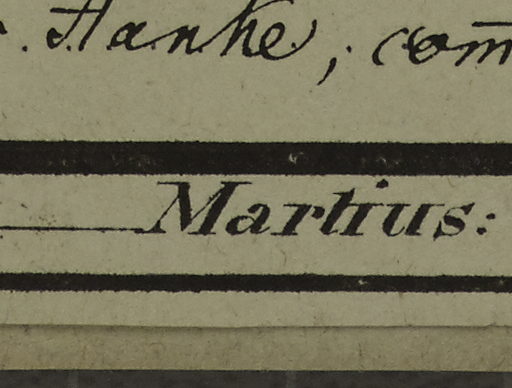 . Hanke; com̅
Martius: